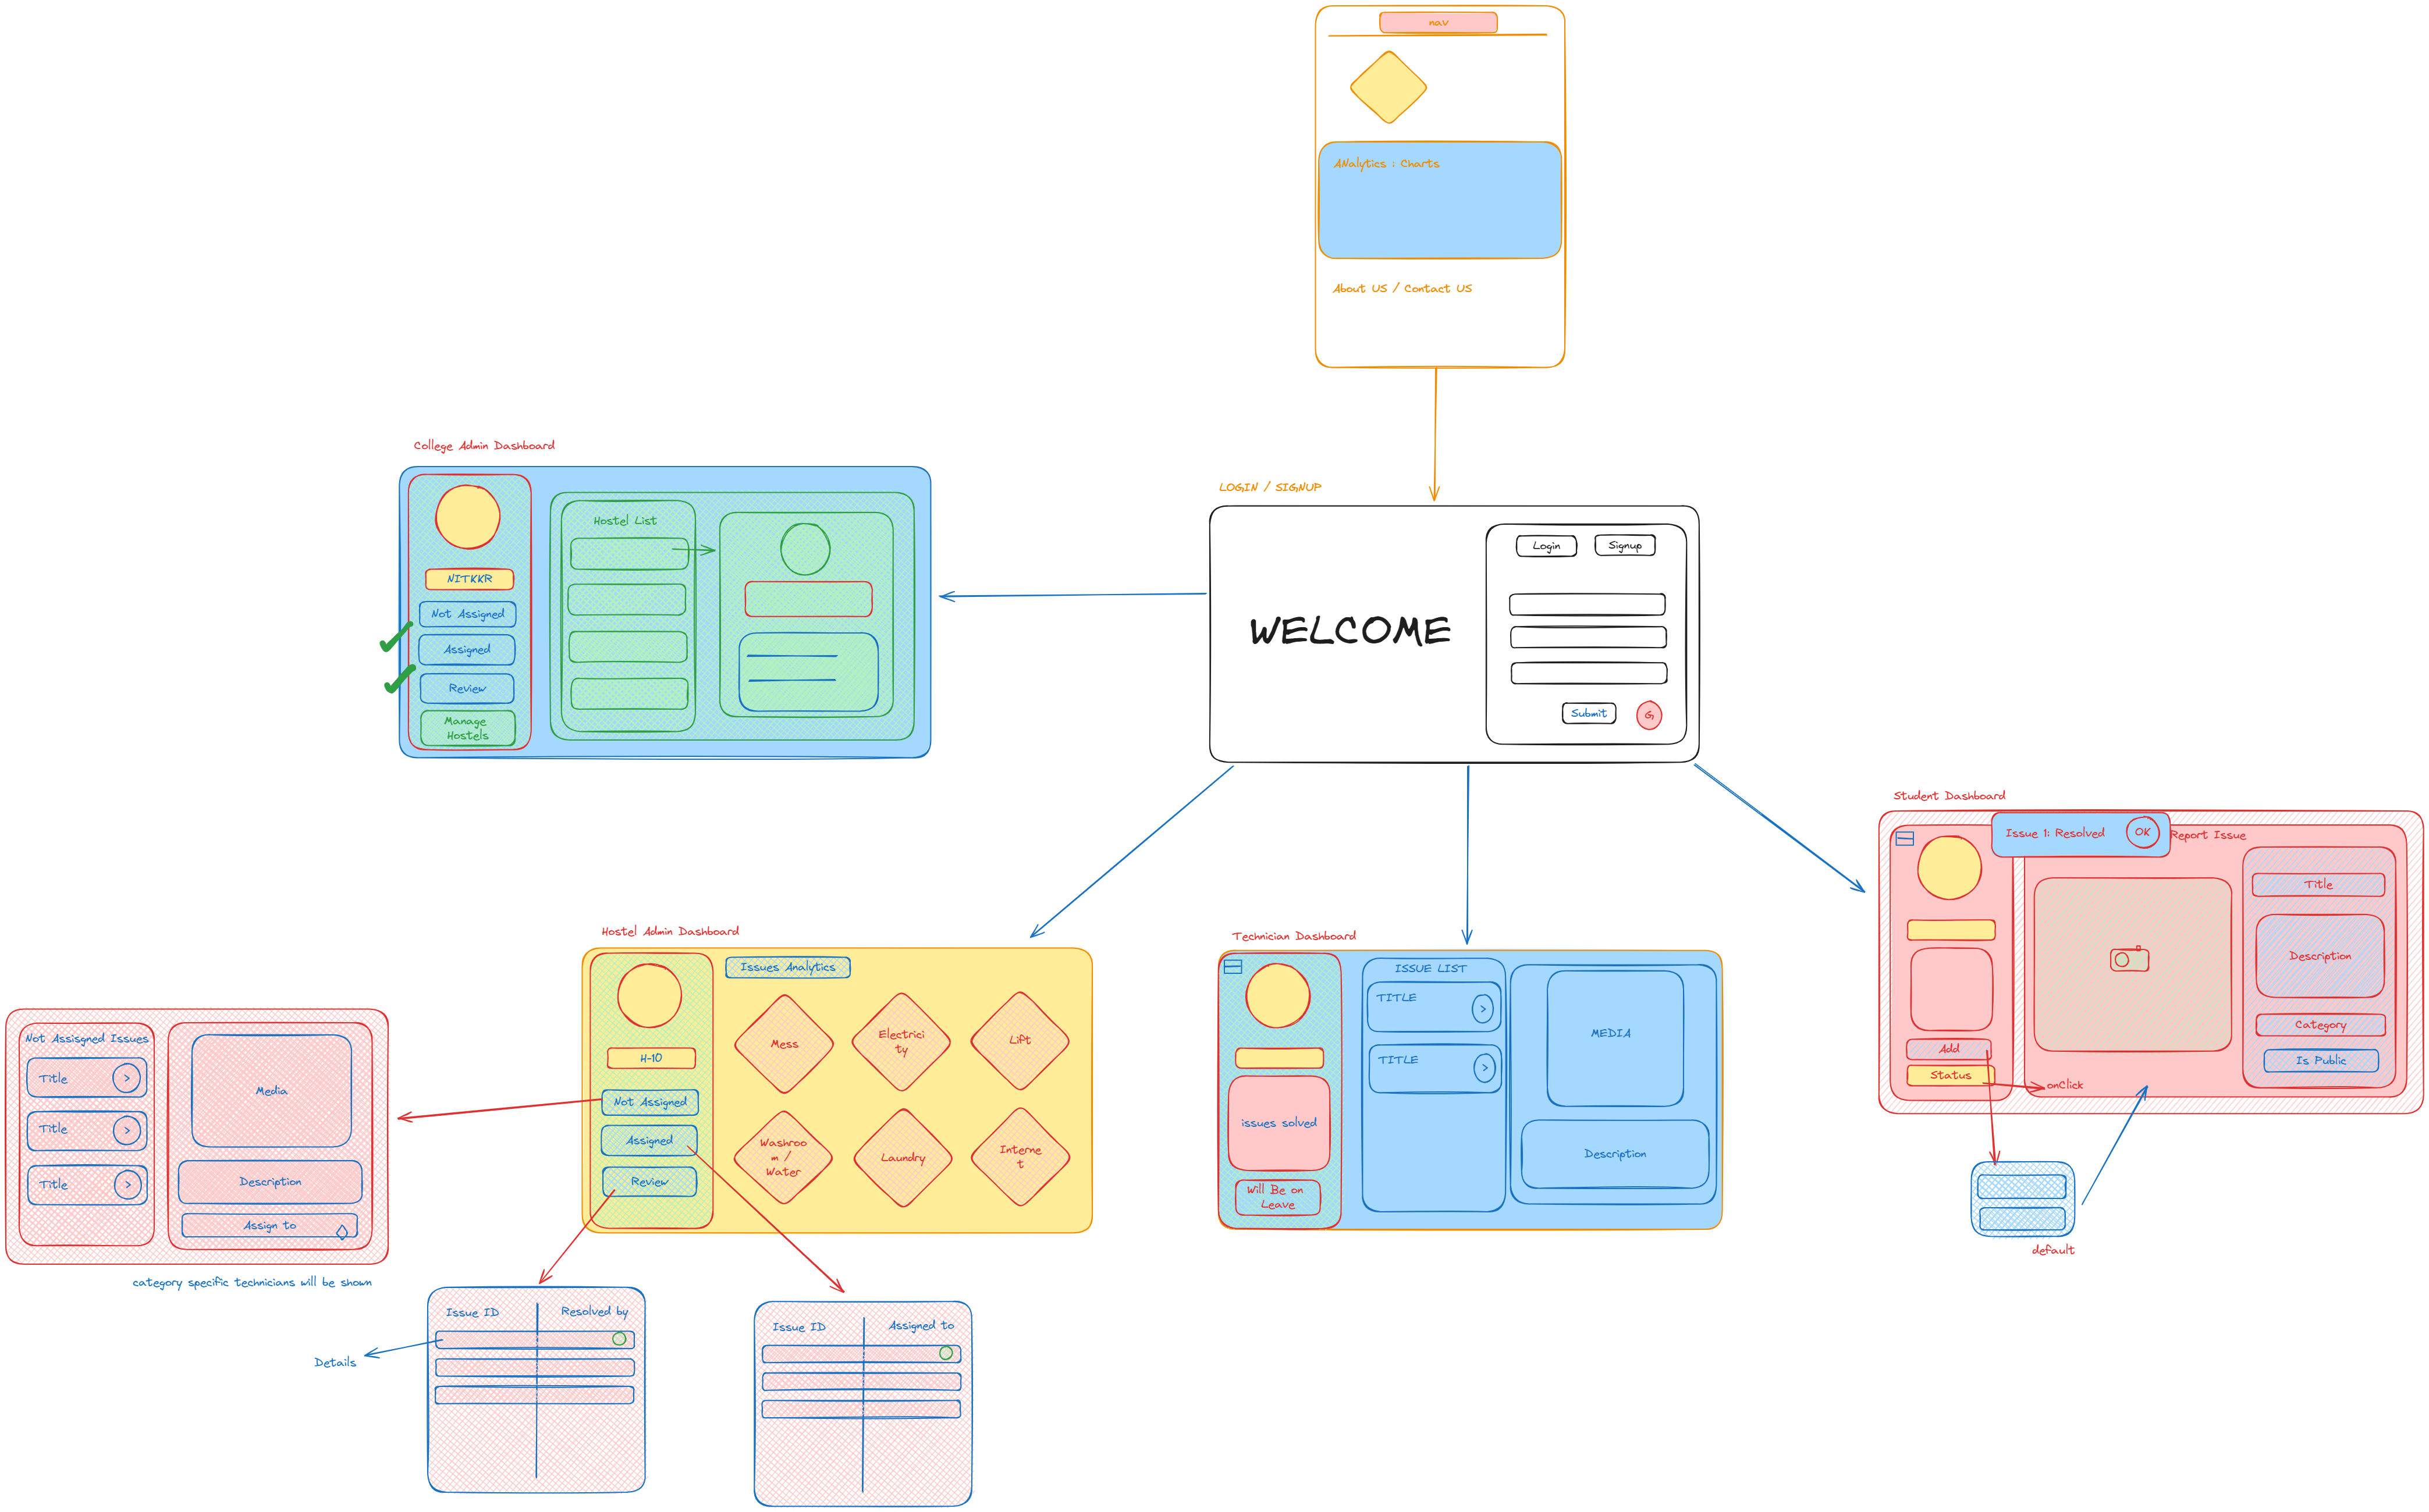 nav
ANalytics : Charts
About US / Contact US
College Admin Dashboard
NITKKR
Not Assigned
Assigned
Review
Manage
Hostels
Hostel List
LOGIN / SIGNUP
WELCOME
Login
Signup
Submit
G
Student Dashboard
Issue 1: Resolved
OK
Report Issue
Title
Description
Category
Is Public
Add
Status
onClick
default
Hostel Admin Dashboard
H-10
Not Assigned
Assigned
Review
Issues Analytics
Mess
Electrici
ty
Lift
Washroo
m /
Water
Laundry
Interne
t
Technician Dashboard
issues solved
Will Be on
Leave
ISSUE LIST
TITLE
>
TITLE
>
MEDIA
Description
Not Assisgned Issues
Title
>
Title
>
Title
>
Media
Description
Assign to
category specific technicians will be shown
Issue ID
Resolved by
Details
Issue ID
Assigned to